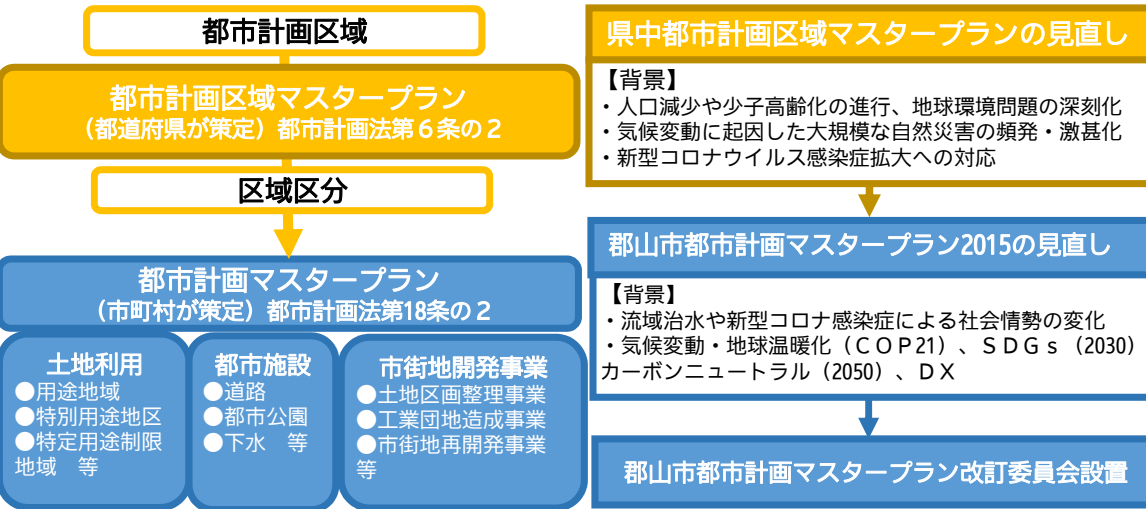 都市計画区域
都市計画区域マスタープラン
（都道府県が策定）都市計画法第６条の２
区域区分
都市計画マスタープラン
（市町村が策定）都市計画法第18条の２
土地利用
●用途地域
●特別用途地区
●特定用途制限
地域　等
都市施設
●道路
●都市公園
●下水　等
市街地開発事業
●土地区画整理事業
●工業団地造成事業
●市街地再開発事業
等
県中都市計画区域マスタープランの見直し
【背景】
・人口減少や少子高齢化の進行、地球環境問題の深刻化
・気候変動に起因した大規模な自然災害の頻発・激甚化
・新型コロナウイルス感染症拡大への対応
郡山市都市計画マスタープラン2015の見直し
【背景】
・流域治水や新型コロナ感染症による社会情勢の変化
・気候変動・地球温暖化（ＣＯＰ21）、ＳＤＧｓ（2030）
カーボンニュートラル（2050）、ＤＸ
郡山市都市計画マスタープラン改訂委員会設置